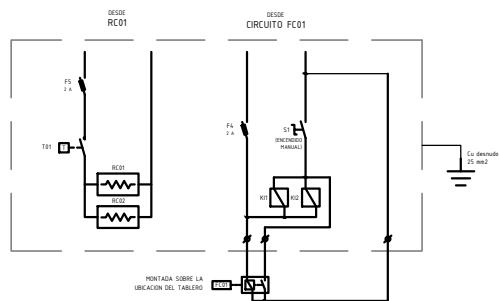 DESDE
RC01
DESDE
CIRCUITO FC01
F5
2 A
T01
T
RC01
RC02
F4
2 A
S1
(ENCENDIDO
MANUAL)
KI1
KI2
Cu desnudo
25 mm2
MONTADA SOBRE LA
UBICACION DEL TABLERO
FC01